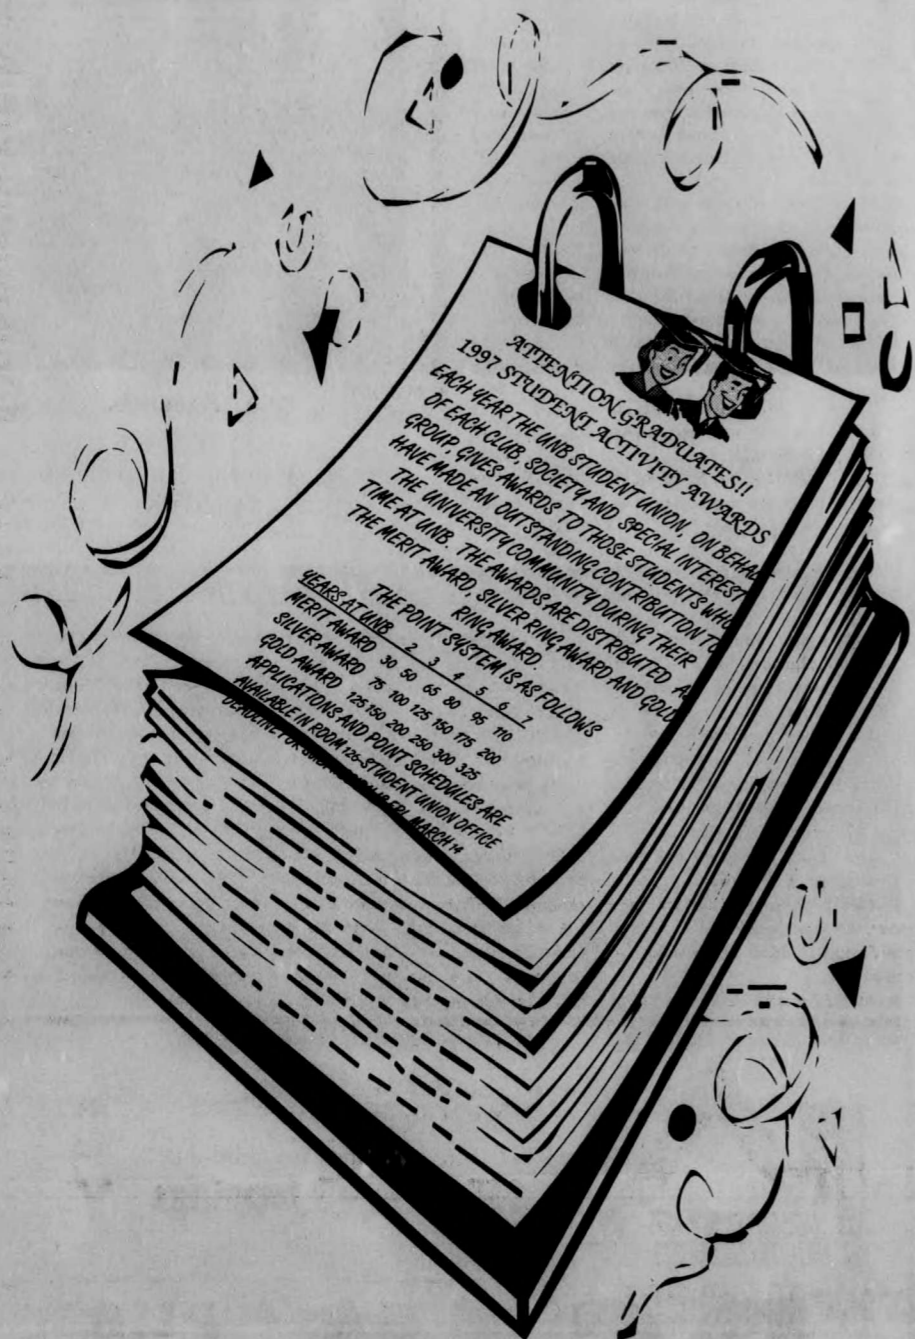 ATTENTION GRADUATES!!
1997 STUDENT ACTIVITY AWARDS
EACH YEAR THE UNB STUDENT UNION, ON BEHALF
OF EACH CLUB, SOCIETY AND SPECIAL INTEREST
GROUP, GIVES AWARDS TO THOSE STUDENTS WHO
HAVE MADE AN OUTSTANDING CONTRIBUTION TO
THE UNIVERSITY COMMUNITY DURING THEIR
TIME AT UNB. THE AWARDS ARE DISTRIBUTED AS
THE MERIT AWARD, SILVER RING AWARD AND GOLD
RING AWARD.
THE POINT SYSTEM IS AS FOLLOWS
YEARS AT UNB 2 3 4 5 6 7
MERIT AWARD 30 50 65 80 95 110
SILVER AWARD 75 100 125 150 175 200
GOLD AWARD 125 150 200 250 300 325
APPLICATIONS AND POINT SCHEDULES ARE
AVAILABLE IN ROOM 126-STUDENT UNION OFFICE
DEADLINE FOR IS FRI. MARCH 14